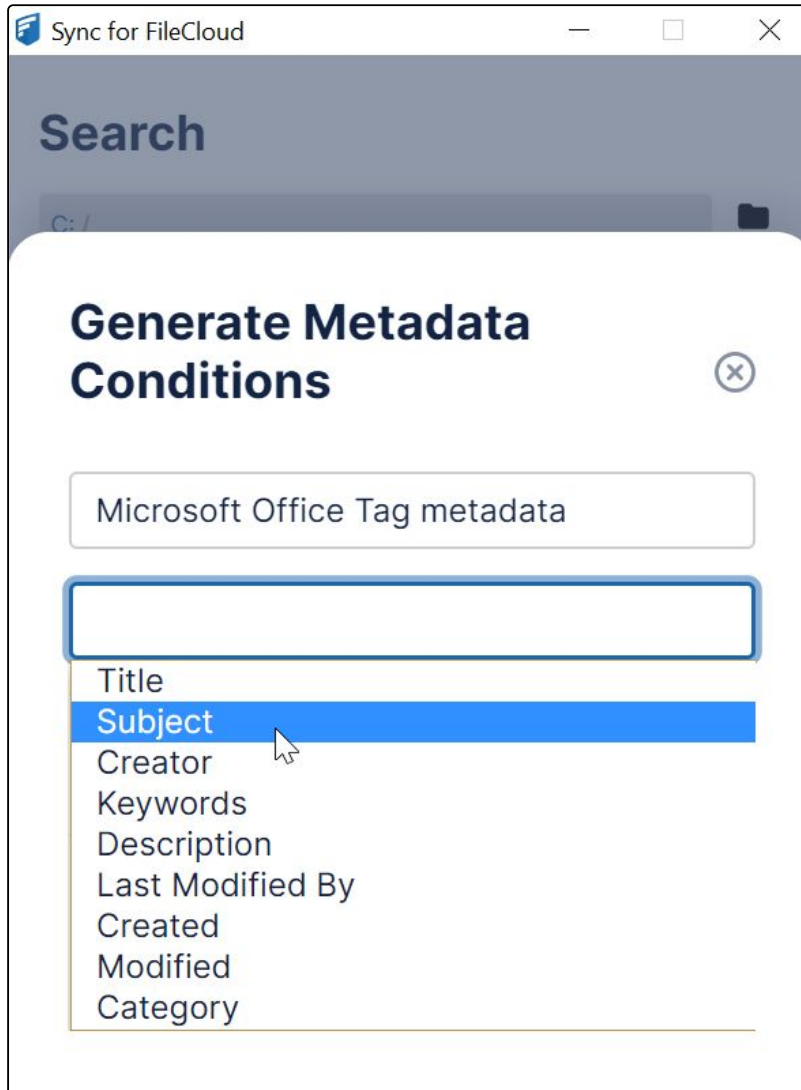 Sync for FileCloud
Search
C: /
Generate Metadata
Conditions
Microsoft Office Tag metadata
Title
Subject
Creator
Keywords
Description
Last Modified By
Created
Modified
Category